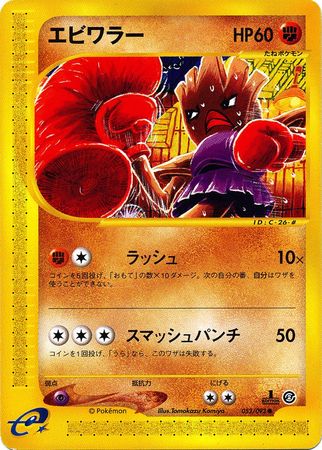 エビワラー
HP60
たねポケモン
ID:C-26-#
ラッシュ 10×
コインを5回投げ、「おもて」の数×10ダメージ。次の自分の番、自分はワザを
使うことができない。
スマッシュパンチ 50
コインを1回投げ、「うら」なら、このワザは失敗する。
弱点 抵抗力 にげる
1 EDITION
© Pokémon
Illus.Tomokazu Komiya
052/092●
e